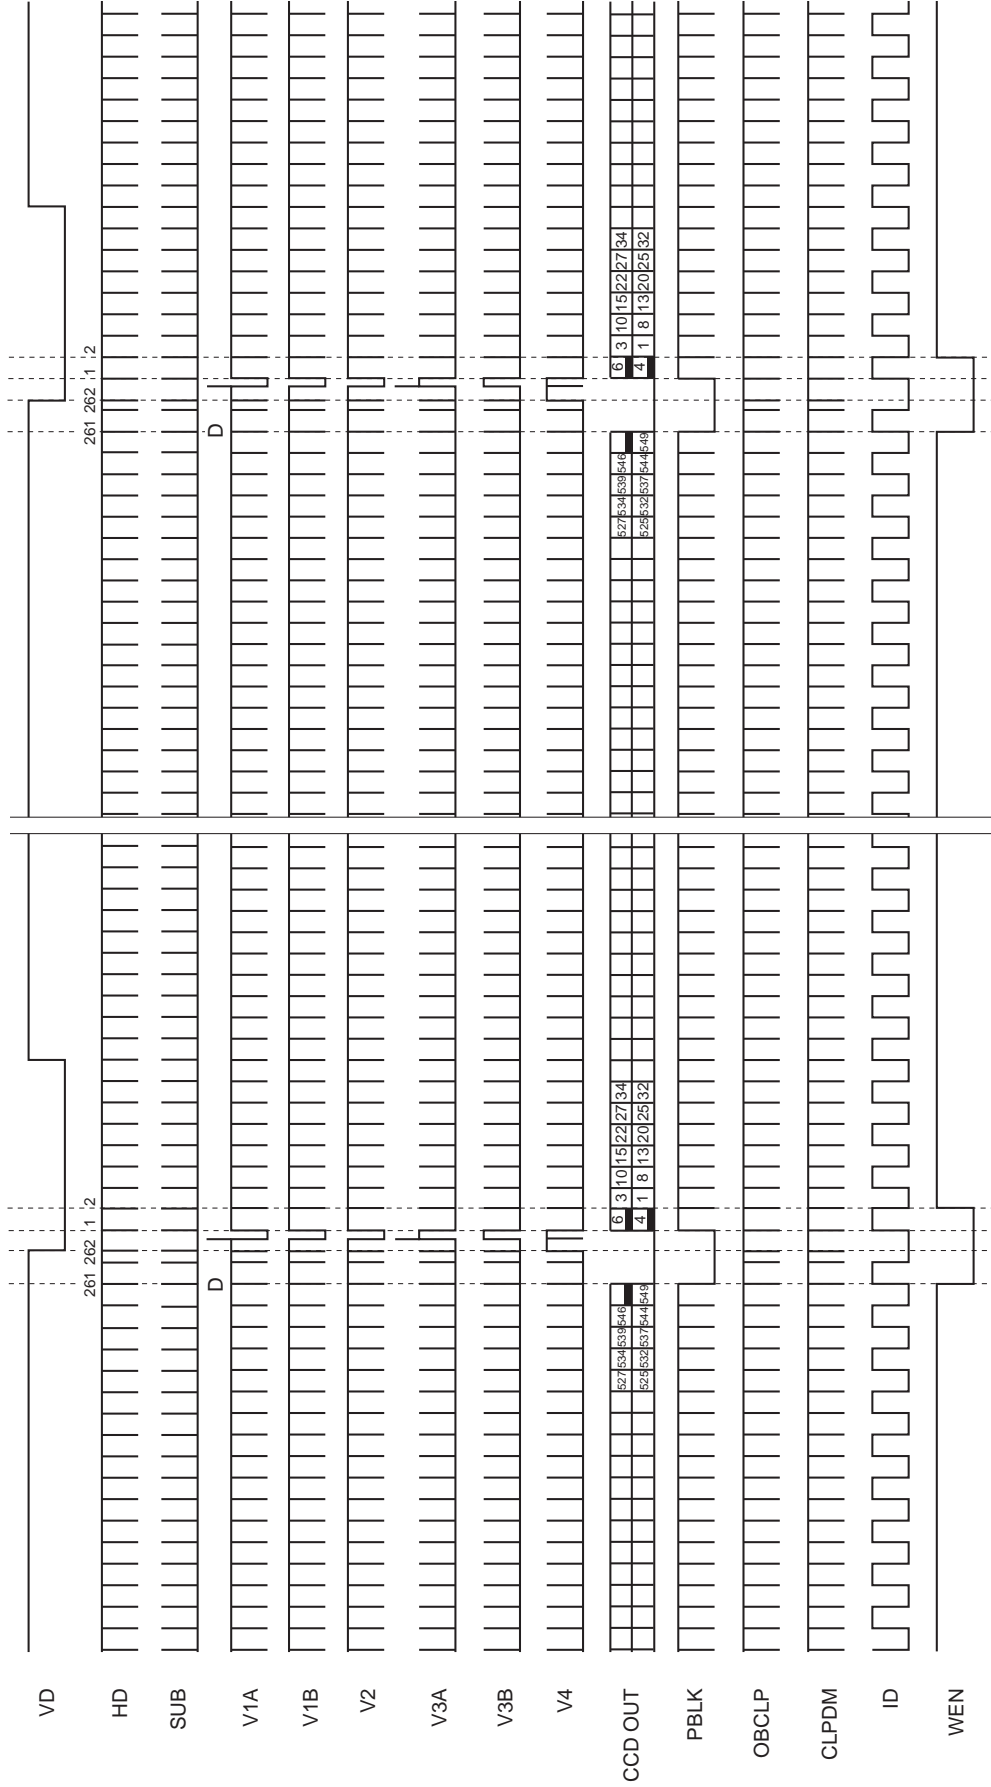 VD
261 262 1 2
261 262 1 2
HD
SUB
D
D
V1A
V1B
V2
V3A
V3B
V4
CCD OUT
527 534 539 546
6 3 10 15 22 27 34
527 534 539 546
6 3 10 15 22 27 34
525 532 537 544 549
4 1 8 13 20 25 32
525 532 537 544 549
4 1 8 13 20 25 32
PBLK
OBCLP
CLPDM
ID
WEN